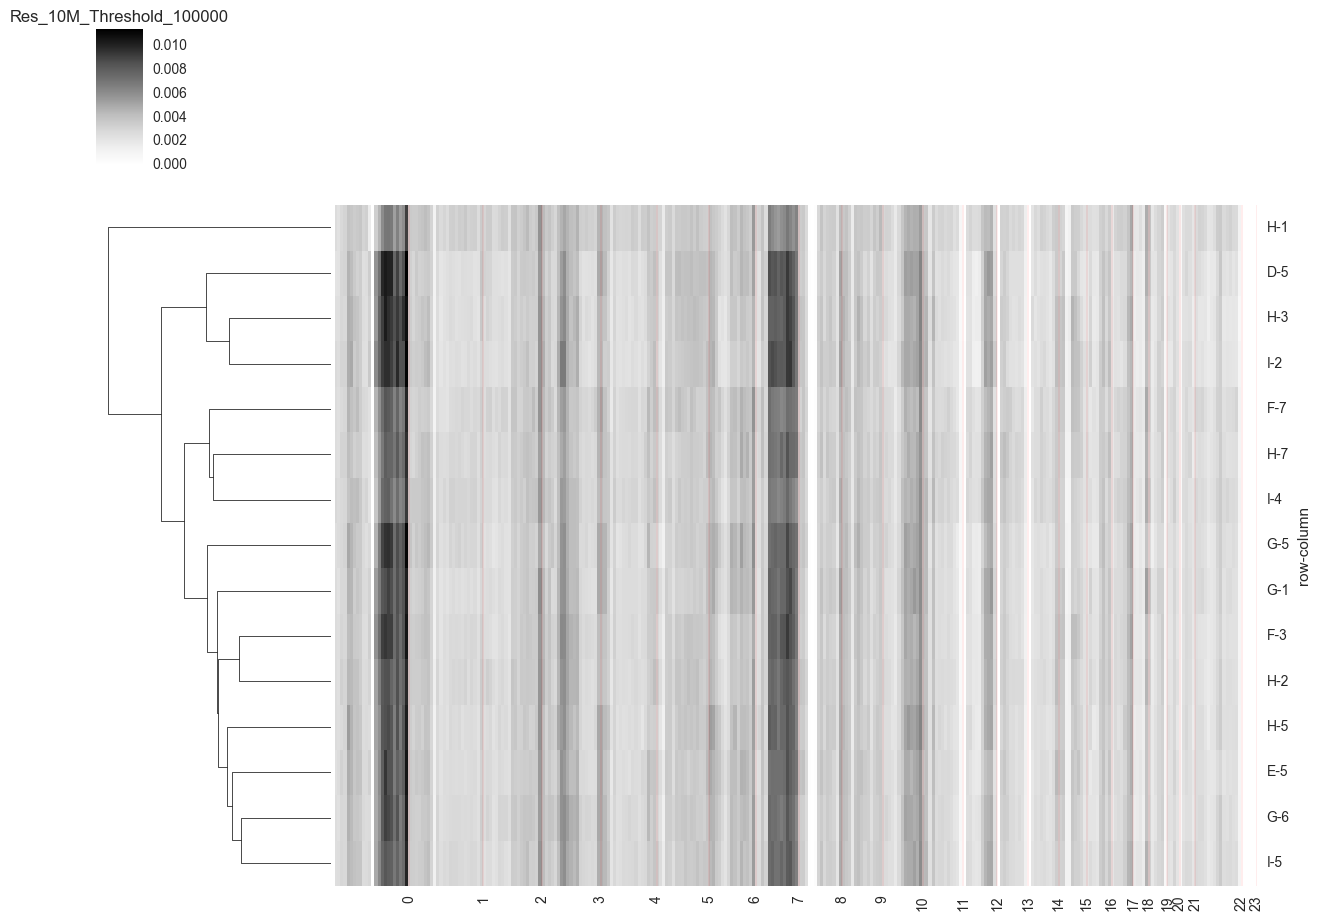 Res_10M_Threshold_100000
0.010
0.008
0.006
0.004
0.002
0.000
H-1
D-5
H-3
I-2
F-7
H-7
I-4
G-5
G-1
F-3
H-2
H-5
E-5
G-6
I-5
row-column
0 1 2 3 4 5 6 7 8 9 10 11 12 13 14 15 16 17 18 19 20 21 22 23